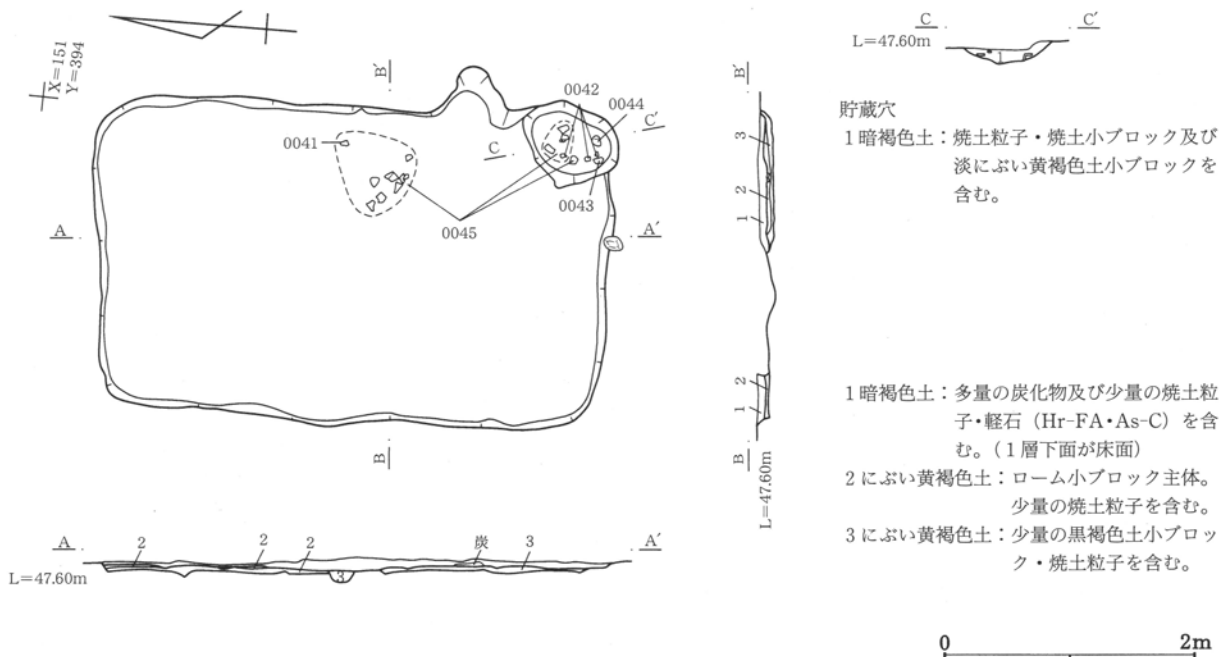 X=151
Y=394
B′
0042
0044
0041
C′
C
0043
0045
A
A′
B
C
C′
L=47.60m
1
B′
3
2
1
2
1
B
L=47.60m
貯蔵穴
1暗褐色土：焼土粒子・焼土小ブロック及び
淡にぶい黄褐色土小ブロックを
含む。
1暗褐色土：多量の炭化物及び少量の焼土粒
子・軽石（Hr-FA・As-C）を含
む。（1層下面が床面）
2にぶい黄褐色土：ローム小ブロック主体。
少量の焼土粒子を含む。
3にぶい黄褐色土：少量の黒褐色土小ブロッ
ク・焼土粒子を含む。
A
2
2
2
炭
3
A′
L=47.60m
3
0
2m